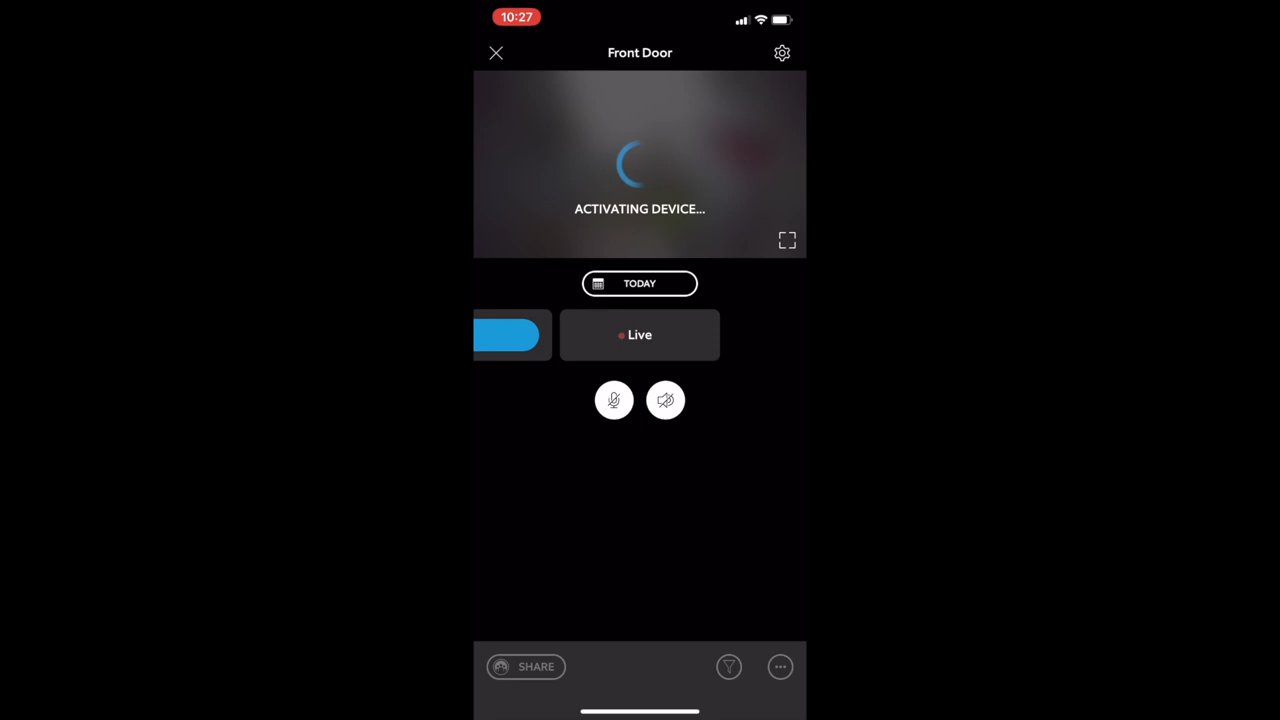 10:27
Front Door
ACTIVATING DEVICE...
TODAY
Live
SHARE